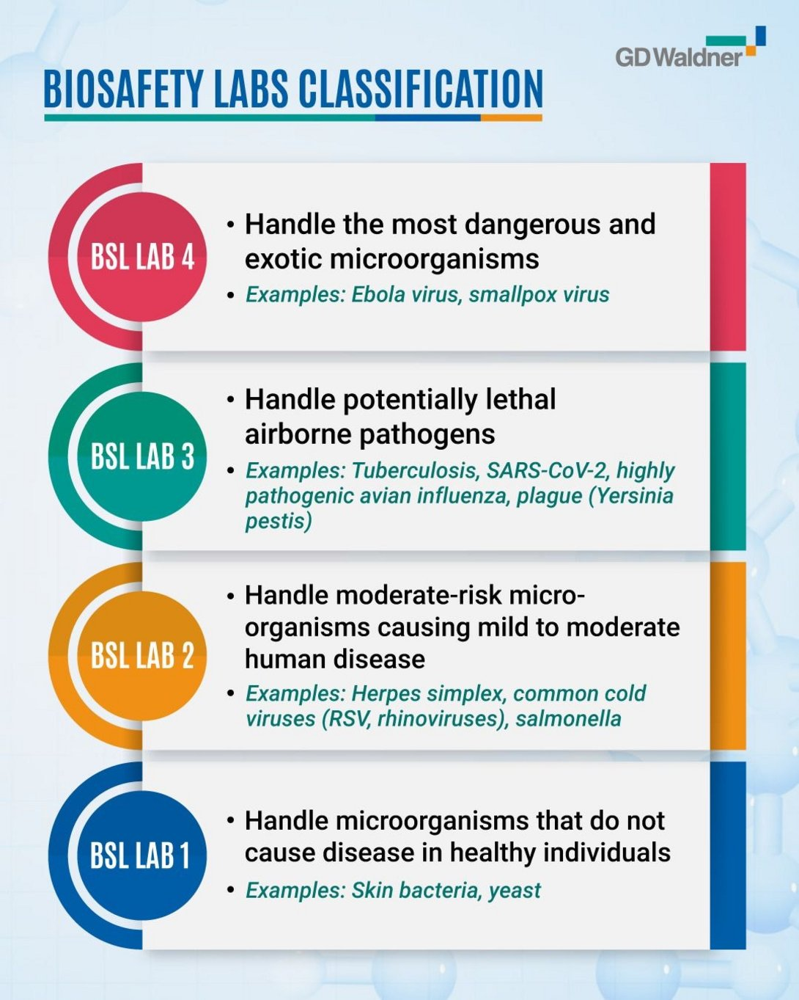 GD Waldner
BIOSAFETY LABS CLASSIFICATION
BSL LAB 4
• Handle the most dangerous and
exotic microorganisms
• Examples: Ebola virus, smallpox virus
BSL LAB 3
• Handle potentially lethal
airborne pathogens
• Examples: Tuberculosis, SARS-CoV-2, highly
pathogenic avian influenza, plague (Yersinia
pestis)
BSL LAB 2
• Handle moderate-risk micro-
organisms causing mild to moderate
human disease
• Examples: Herpes simplex, common cold
viruses (RSV, rhinoviruses), salmonella
BSL LAB 1
• Handle microorganisms that do not
cause disease in healthy individuals
• Examples: Skin bacteria, yeast